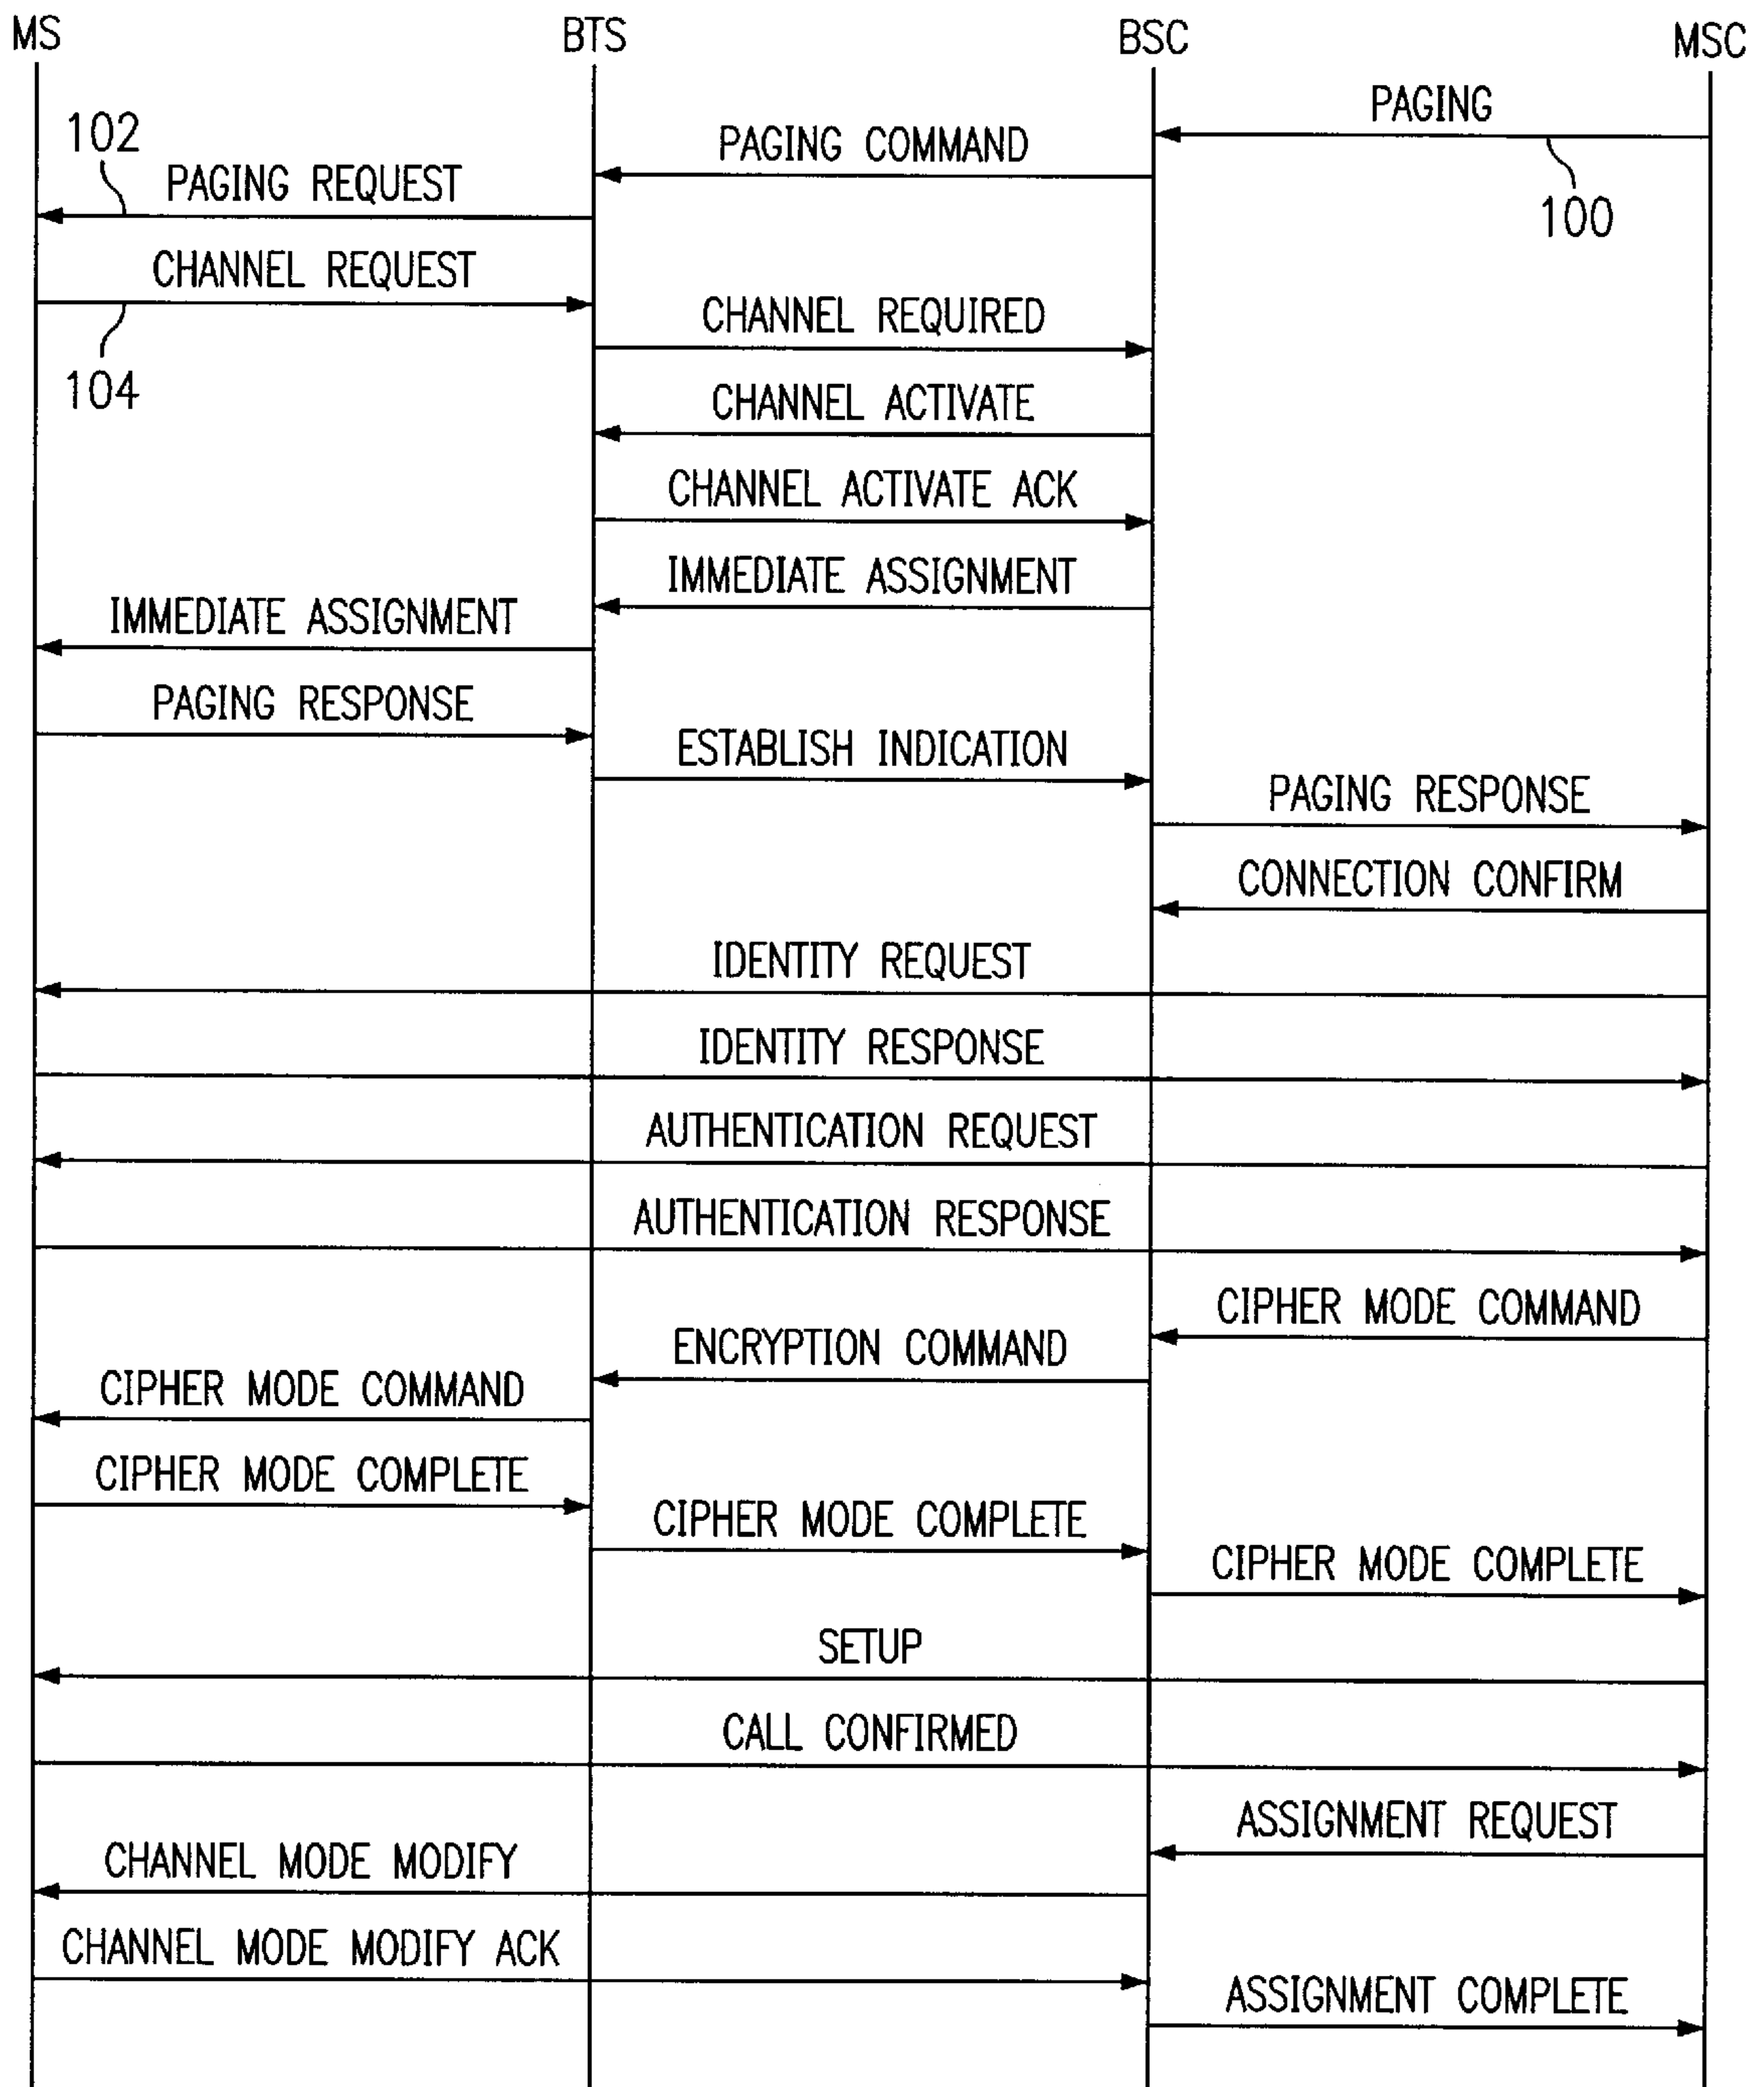 MS BTS BSC MSC
PAGING
PAGING COMMAND
102
PAGING REQUEST
100
CHANNEL REQUEST
CHANNEL REQUIRED
104
CHANNEL ACTIVATE
CHANNEL ACTIVATE ACK
IMMEDIATE ASSIGNMENT
IMMEDIATE ASSIGNMENT
PAGING RESPONSE
ESTABLISH INDICATION
PAGING RESPONSE
CONNECTION CONFIRM
IDENTITY REQUEST
IDENTITY RESPONSE
AUTHENTICATION REQUEST
AUTHENTICATION RESPONSE
CIPHER MODE COMMAND
ENCRYPTION COMMAND
CIPHER MODE COMMAND
CIPHER MODE COMPLETE
CIPHER MODE COMPLETE
CIPHER MODE COMPLETE
SETUP
CALL CONFIRMED
ASSIGNMENT REQUEST
CHANNEL MODE MODIFY
CHANNEL MODE MODIFY ACK
ASSIGNMENT COMPLETE